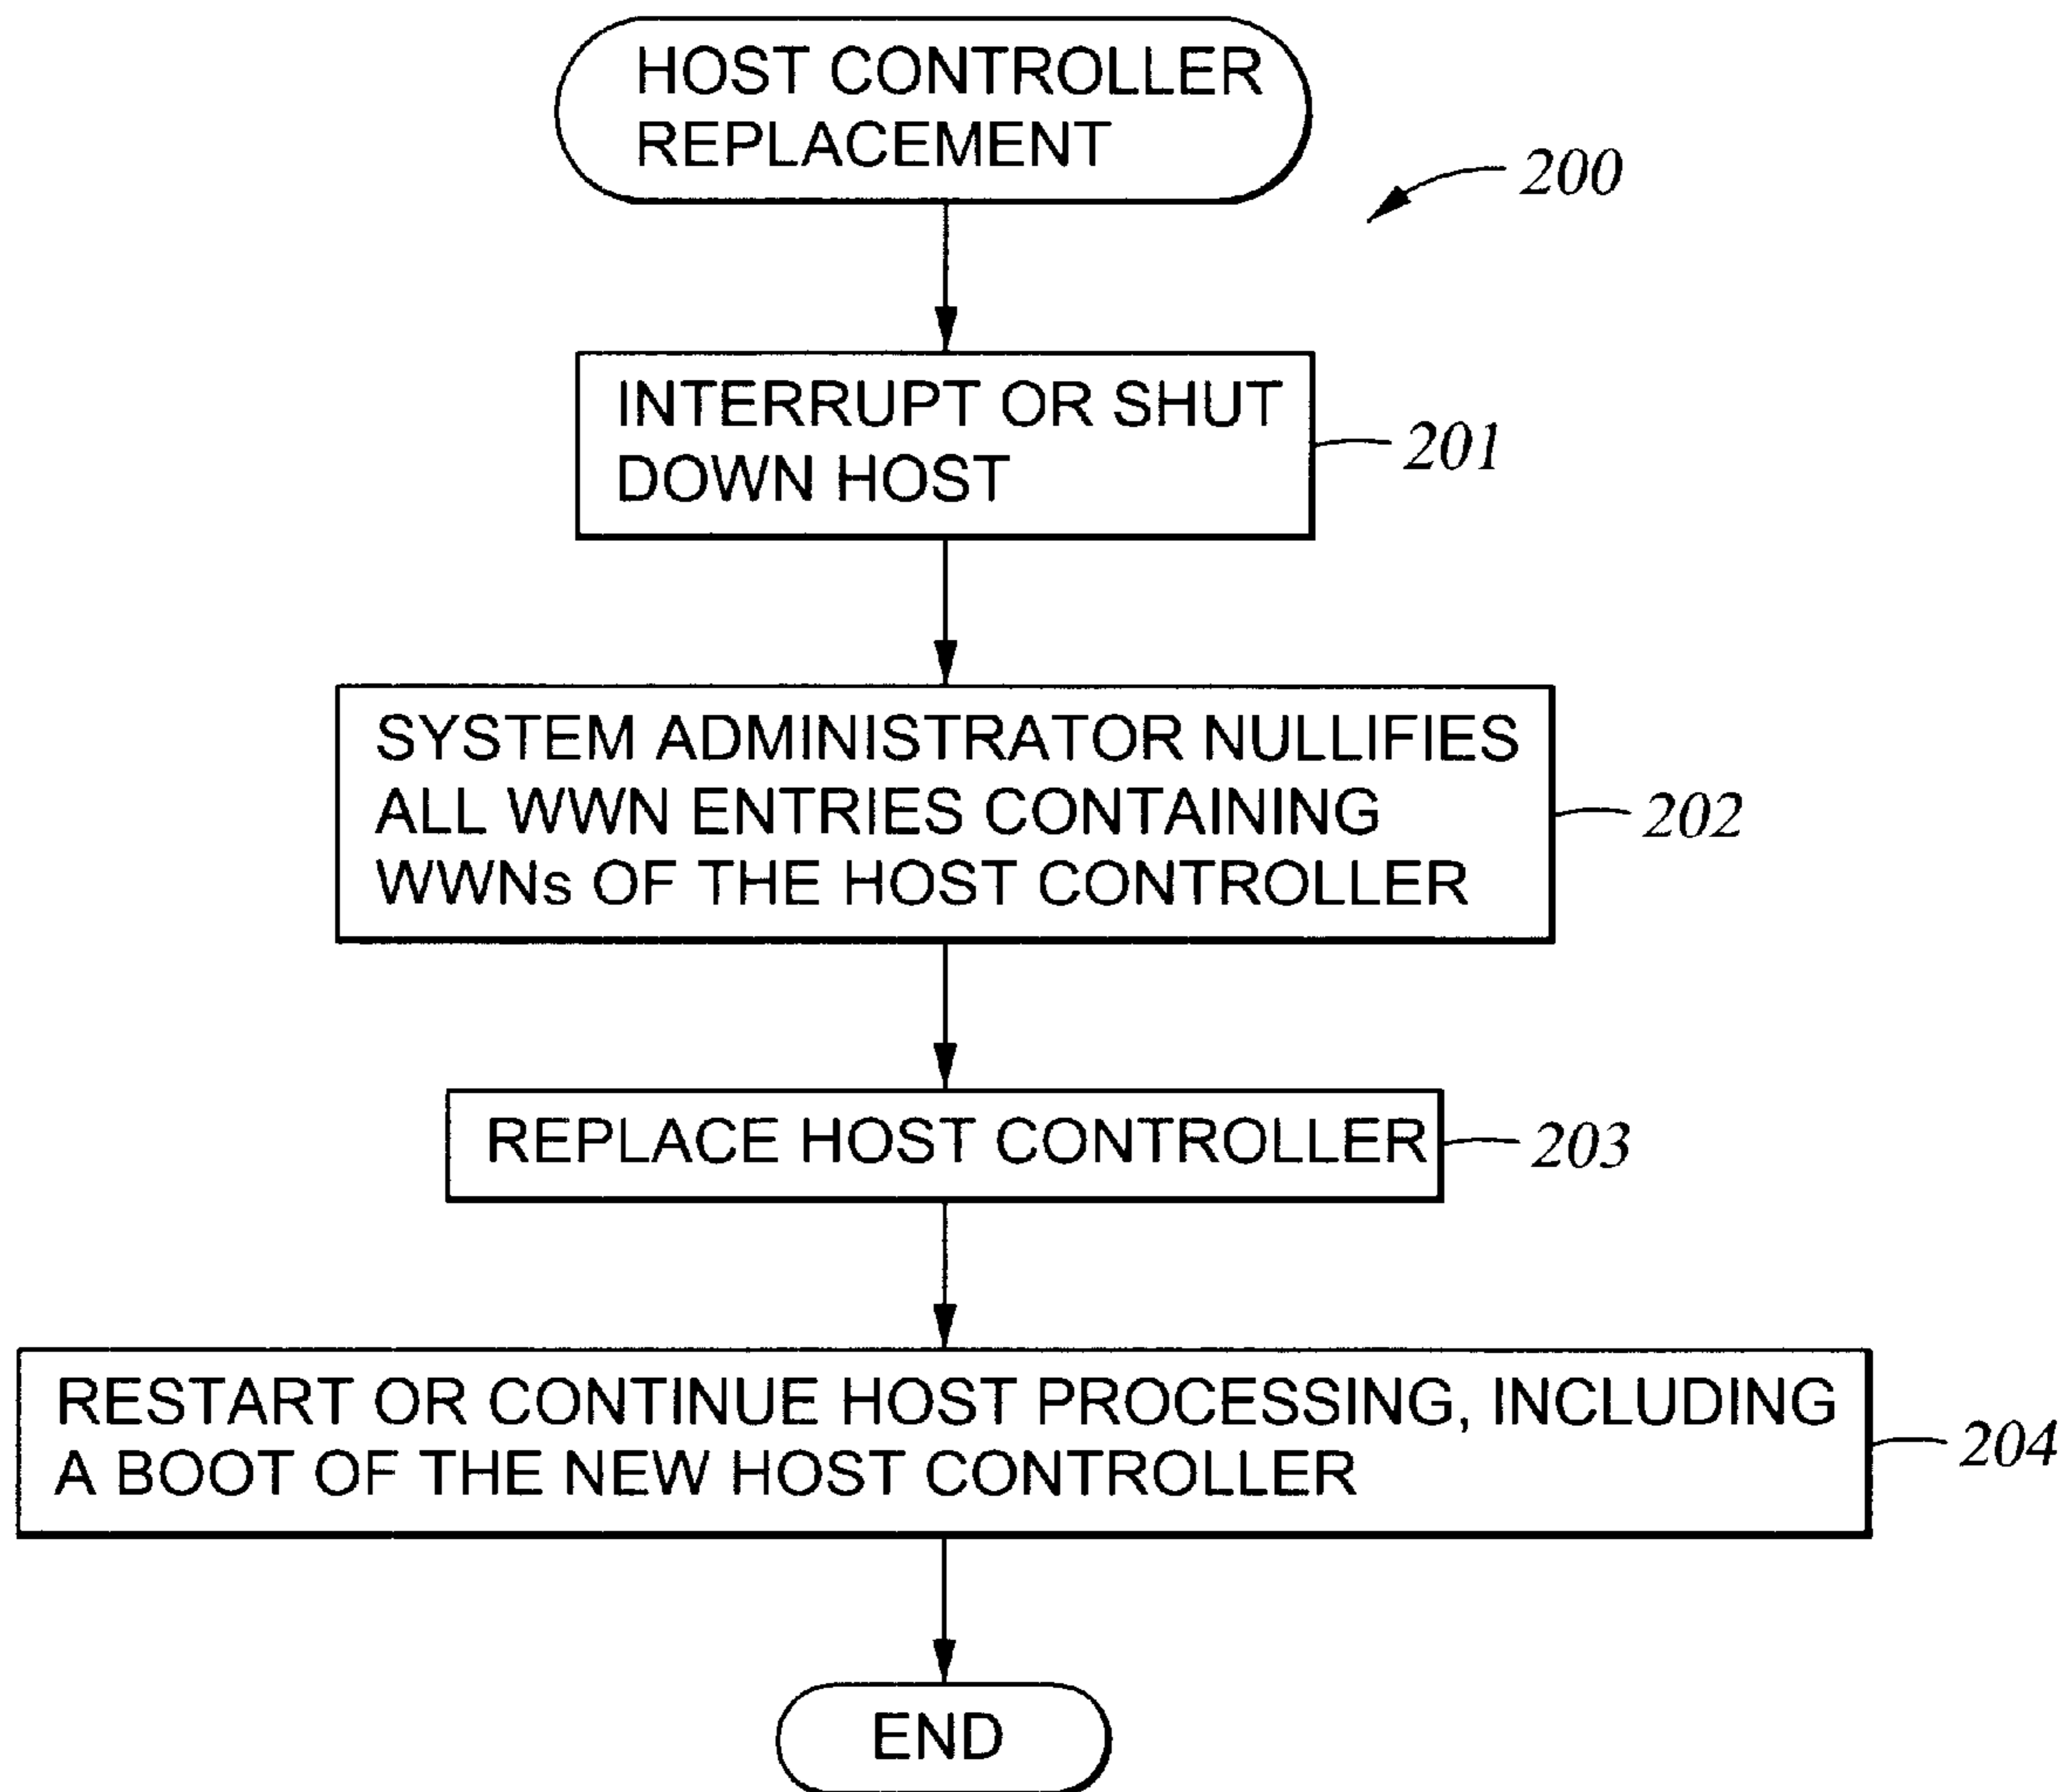 HOST CONTROLLER
REPLACEMENT
200
INTERRUPT OR SHUT
DOWN HOST
201
SYSTEM ADMINISTRATOR NULLIFIES
ALL WWN ENTRIES CONTAINING
WWNs OF THE HOST CONTROLLER
202
REPLACE HOST CONTROLLER
203
RESTART OR CONTINUE HOST PROCESSING, INCLUDING
A BOOT OF THE NEW HOST CONTROLLER
204
END